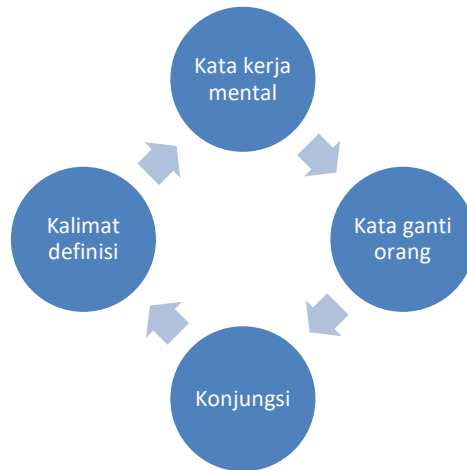 Kata kerja
mental
Kata ganti
orang
Konjungsi
Kalimat
definisi